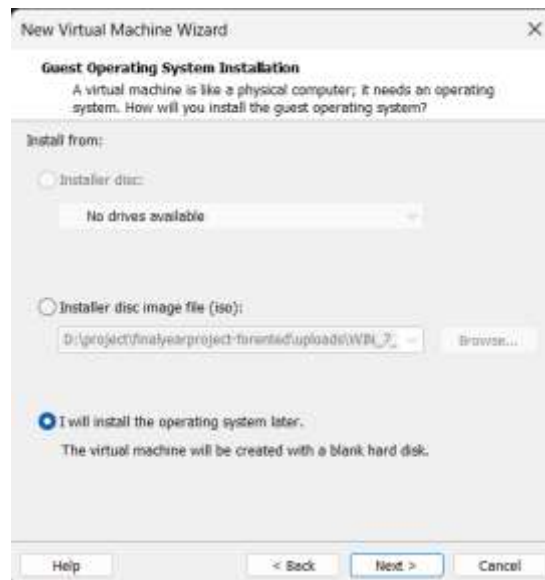 New Virtual Machine Wizard
Guest Operating System Installation
A virtual machine is like a physical computer; it needs an operating
system. How will you install the guest operating system?
Install from:
Installer disc:
No drives available
Installer disc image file (iso):
D:\project\finalyearproject-forented\uploads\WIN_7_
Browse...
I will install the operating system later.
The virtual machine will be created with a blank hard disk.
Help
< Back
Next >
Cancel